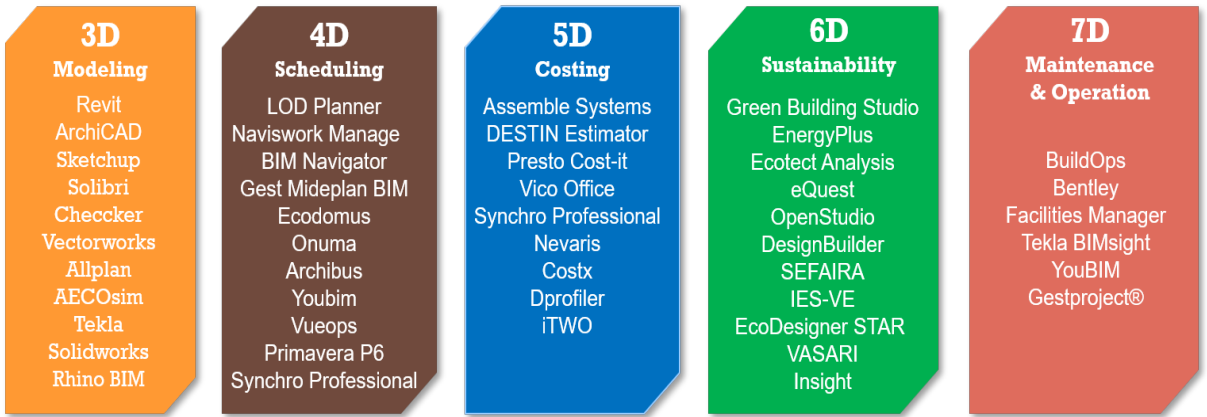 3D
Modeling
Revit
ArchiCAD
Sketchup
Solibri
Checcker
Vectorworks
Allplan
AECOsim
Tekla
Solidworks
Rhino BIM
4D
Scheduling
LOD Planner
Naviswork Manage
BIM Navigator
Gest Mideplan BIM
Ecodomus
Onuma
Archibus
Youbim
Vueops
Primavera P6
Synchro Professional
5D
Costing
Assemble Systems
DESTIN Estimator
Presto Cost-it
Vico Office
Synchro Professional
Nevaris
Costx
Dprofiler
iTWO
6D
Sustainability
Green Building Studio
EnergyPlus
Ecotect Analysis
eQuest
OpenStudio
DesignBuilder
SEFAIRA
IES-VE
EcoDesigner STAR
VASARI
Insight
7D
Maintenance
& Operation
BuildOps
Bentley
Facilities Manager
Tekla BIMsight
YouBIM
Gestproject®